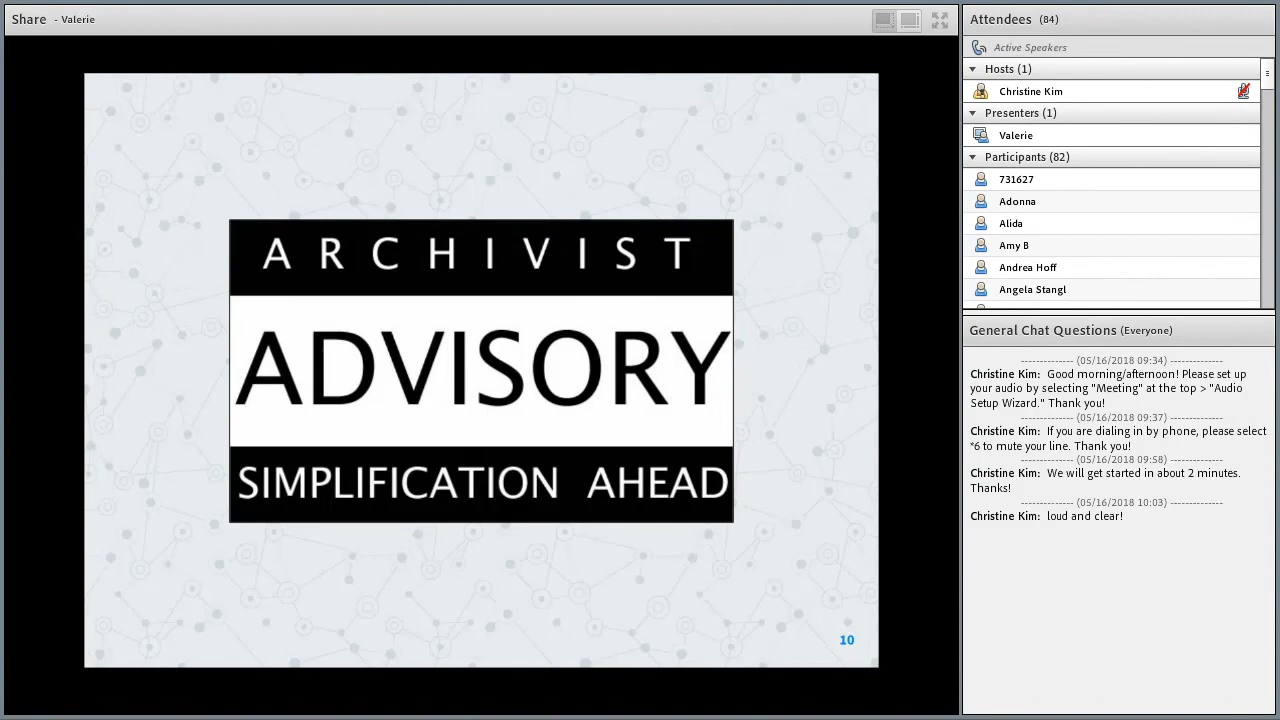 Share - Valerie
ARCHIVIST
ADVISORY
SIMPLIFICATION AHEAD
10
Attendees (84)
Active Speakers
Hosts (1)
Christine Kim
Presenters (1)
Valerie
Participants (82)
731627
Adonna
Alida
Amy B
Andrea Hoff
Angela Stangl
General Chat Questions (Everyone)
-------------- (05/16/2018 09:34) --------------
Christine Kim: Good morning/afternoon! Please set up
your audio by selecting "Meeting" at the top > "Audio
Setup Wizard." Thank you!
-------------- (05/16/2018 09:37) --------------
Christine Kim: If you are dialing in by phone, please select
*6 to mute your line. Thank you!
-------------- (05/16/2018 09:58) --------------
Christine Kim: We will get started in about 2 minutes.
Thanks!
-------------- (05/16/2018 10:03) --------------
Christine Kim: loud and clear!